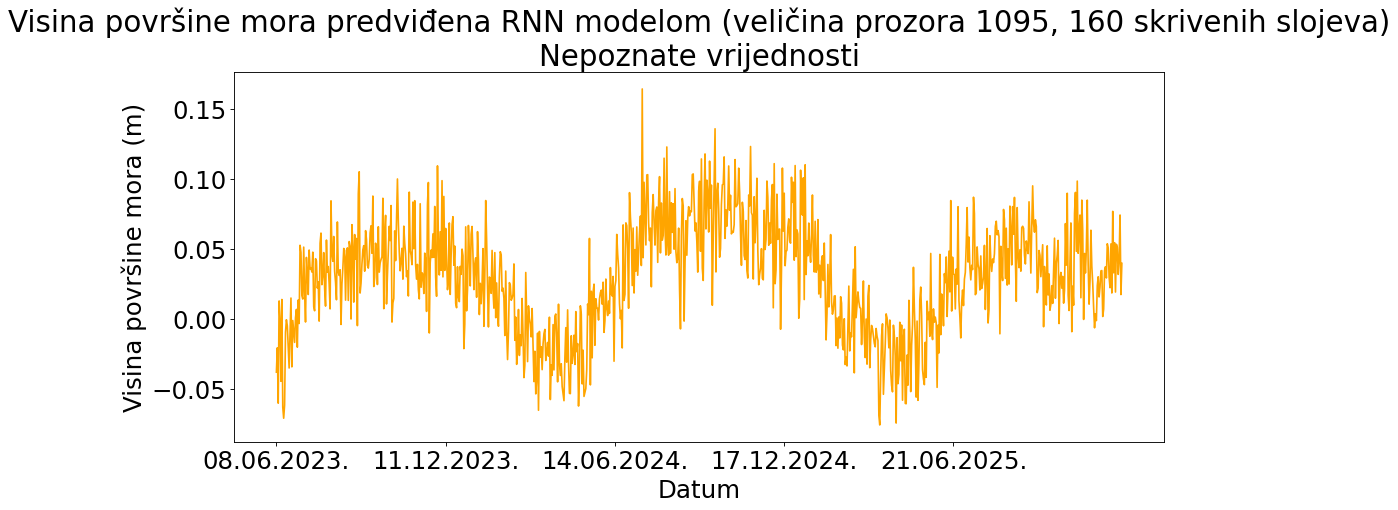 Visina površine mora predviđena RNN modelom (veličina prozora 1095, 160 skrivenih slojeva)
Nepoznate vrijednosti
Visina površine mora (m)
0.15
0.10
0.05
0.00
−0.05
08.06.2023. 11.12.2023. 14.06.2024. 17.12.2024. 21.06.2025.
Datum